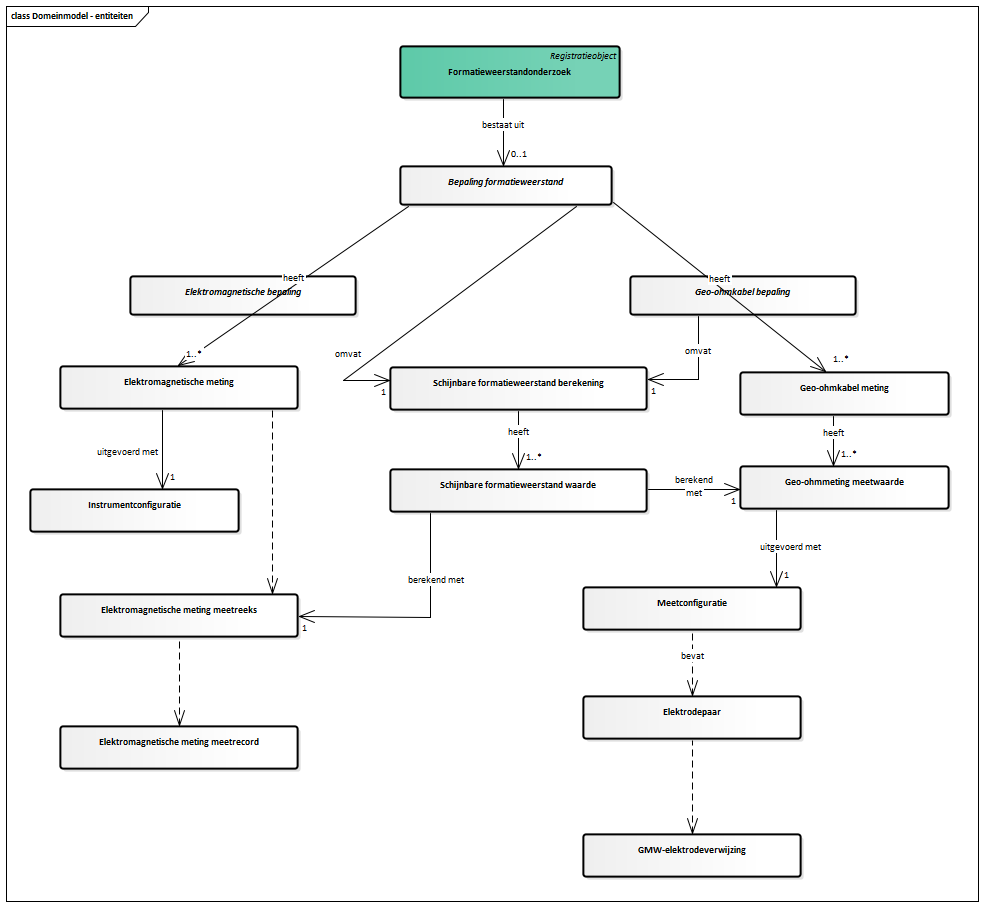 class Domeinmodel - entiteiten
Registratieobject
Formatieweerstandonderzoek
bestaat uit
0..1
Bepaling formatieweerstand
heeft
heeft
Elektromagnetische bepaling
Geo-ohmkabel bepaling
omvat
omvat
1..*
1..*
Elektromagnetische meting
1
Schijnbare formatieweerstand berekening
1
Geo-ohmkabel meting
heeft
heeft
uitgevoerd met
1..*
1..*
1
Schijnbare formatieweerstand waarde
berekend
met
1
Geo-ohmmeting meetwaarde
Instrumentconfiguratie
uitgevoerd met
1
berekend met
Elektromagnetische meting meetreeks
1
Meetconfiguratie
bevat
Elektrodepaar
Elektromagnetische meting meetrecord
GMW-elektrodeverwijzing